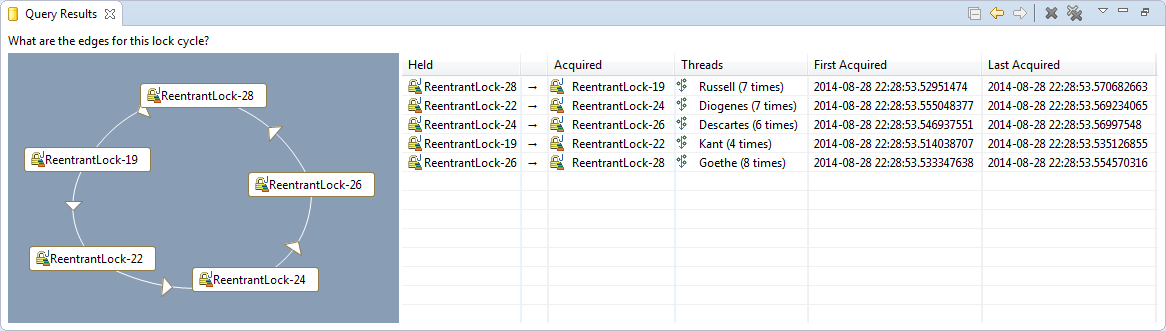 Query Results
What are the edges for this lock cycle?
ReentrantLock-28
ReentrantLock-19
ReentrantLock-26
ReentrantLock-22
ReentrantLock-24
Held Acquired Threads First Acquired Last Acquired
ReentrantLock-28 → ReentrantLock-19 Russell (7 times) 2014-08-28 22:28:53.52951474 2014-08-28 22:28:53.570682663
ReentrantLock-22 → ReentrantLock-24 Diogenes (7 times) 2014-08-28 22:28:53.555048377 2014-08-28 22:28:53.569234065
ReentrantLock-24 → ReentrantLock-26 Descartes (6 times) 2014-08-28 22:28:53.546937551 2014-08-28 22:28:53.56997548
ReentrantLock-19 → ReentrantLock-22 Kant (4 times) 2014-08-28 22:28:53.514038707 2014-08-28 22:28:53.535126855
ReentrantLock-26 → ReentrantLock-28 Goethe (8 times) 2014-08-28 22:28:53.533347638 2014-08-28 22:28:53.554570316